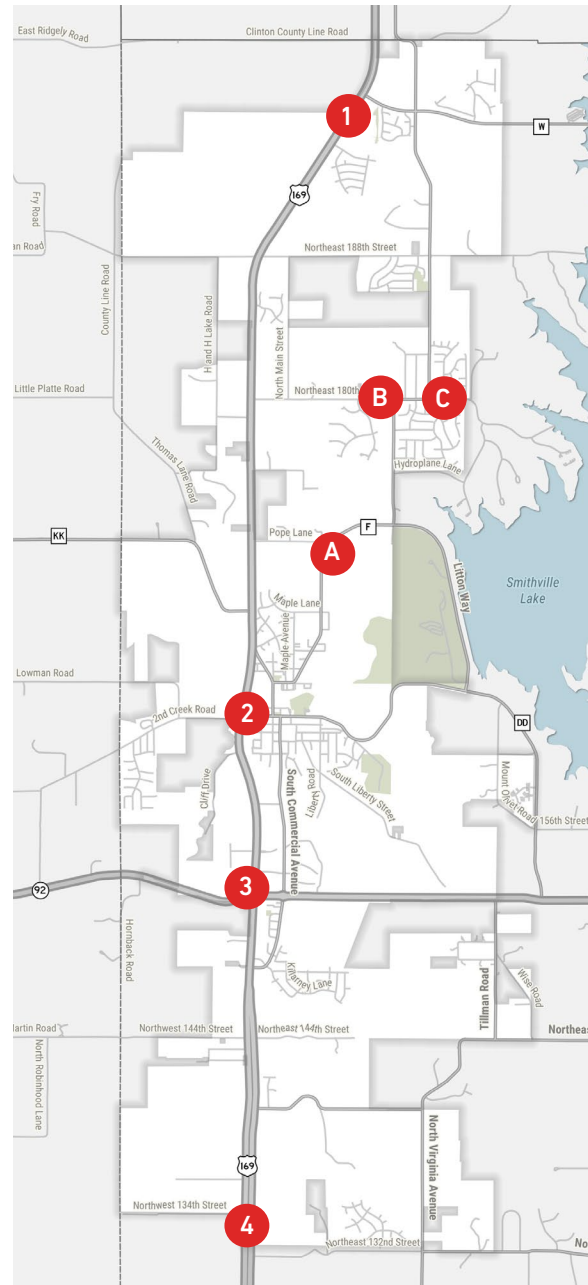 East Ridgely Road
Clinton County Line Road
1
W
169
Fry Road
an Road
Northeast 188th Street
County Line Road
H and H Lake Road
North Main Street
Little Platte Road
Northeast 180th
B
C
Thomas Lane Road
Hydroplane Lane
KK
Pope Lane
F
A
Litton Way
Smithville
Lake
Maple Lane
Maple Avenue
Lowman Road
2nd Creek Road
2
DD
Cliff Drive
South Commercial Avenue
Liberty Road
South Liberty Street
Mount Olivet Road
156th Street
3
92
Hornback Road
Killarney Lane
Tillman Road
Wise Road
Martin Road
Northwest 144th Street
Northeast 144th Street
Northeas
North Robinhood Lane
North Virginia Avenue
169
Northwest 134th Street
4
Northeast 132nd Street
No